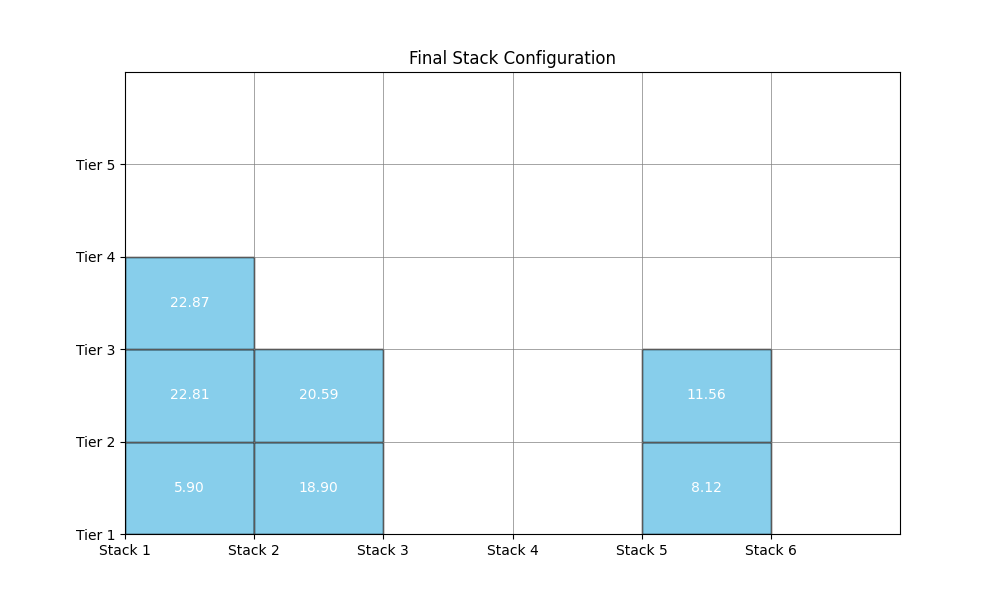 Final Stack Configuration
Tier 5
Tier 4
22.87
Tier 3
22.81 20.59 11.56
Tier 2
5.90 18.90 8.12
Tier 1
Stack 1 Stack 2 Stack 3 Stack 4 Stack 5 Stack 6